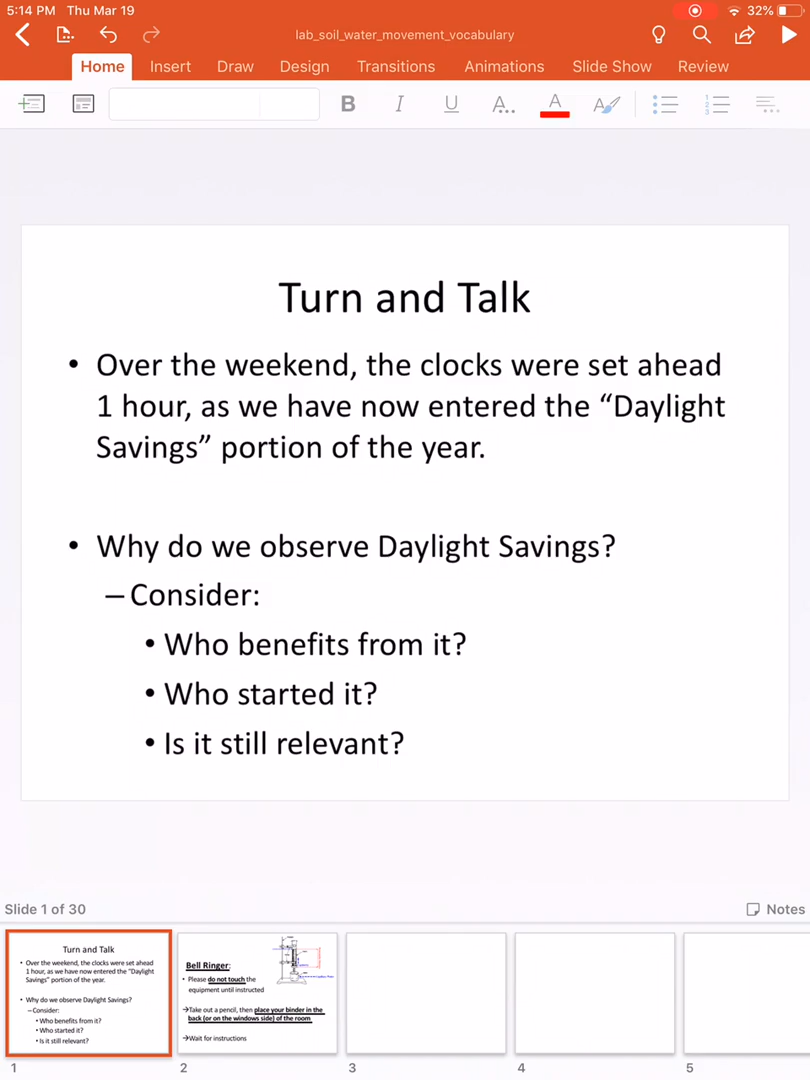 5:14 PM Thu Mar 19
32%
lab_soil_water_movement_vocabulary
Home Insert Draw Design Transitions Animations Slide Show Review
B I U A.. A A
Turn and Talk
• Over the weekend, the clocks were set ahead
1 hour, as we have now entered the “Daylight
Savings” portion of the year.
• Why do we observe Daylight Savings?
– Consider:
• Who benefits from it?
• Who started it?
• Is it still relevant?
Slide 1 of 30
Notes
Turn and Talk
• Over the weekend, the clocks were set ahead
1 hour, as we have now entered the “Daylight
Savings” portion of the year.
• Why do we observe Daylight Savings?
– Consider:
• Who benefits from it?
• Who started it?
• Is it still relevant?
Bell Ringer:
• Please do not touch the
equipment until instructed
→Take out a pencil, then place your binder in the
back (or on the windows side) of the room
→Wait for instructions
1 2 3 4 5